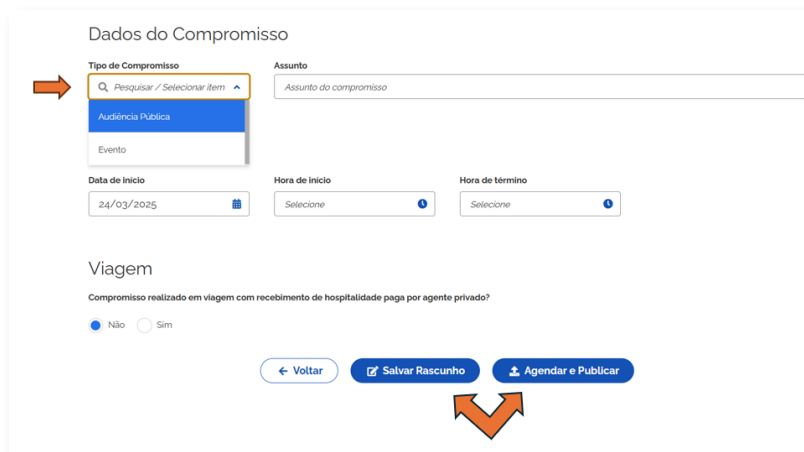 Dados do Compromisso
Tipo de Compromisso Assunto
Pesquisar / Selecionar item Assunto do compromisso
Audiência Pública
Evento
Data de início Hora de início Hora de término
24/03/2025 Selecione Selecione
Viagem
Compromisso realizado em viagem com recebimento de hospitalidade paga por agente privado?
Não Sim
Voltar Salvar Rascunho Agendar e Publicar